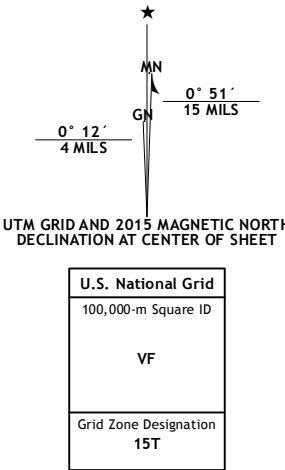 ★
MN
0° 51´
15 MILS
GN
0° 12´
4 MILS
UTM GRID AND 2015 MAGNETIC NORTH
DECLINATION AT CENTER OF SHEET
U.S. National Grid
100,000-m Square ID
VF
Grid Zone Designation
15T